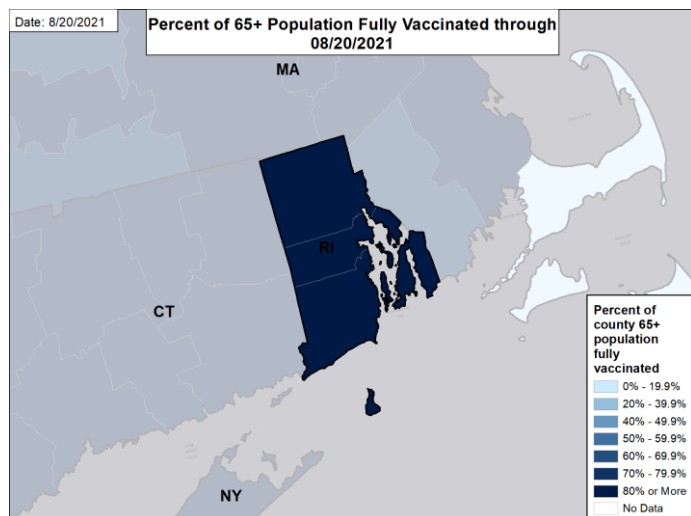 Date: 8/20/2021
Percent of 65+ Population Fully Vaccinated through
08/20/2021
MA
RI
CT
NY
Percent of
county 65+
population
fully
vaccinated
0% - 19.9%
20% - 39.9%
40% - 49.9%
50% - 59.9%
60% - 69.9%
70% - 79.9%
80% or More
No Data